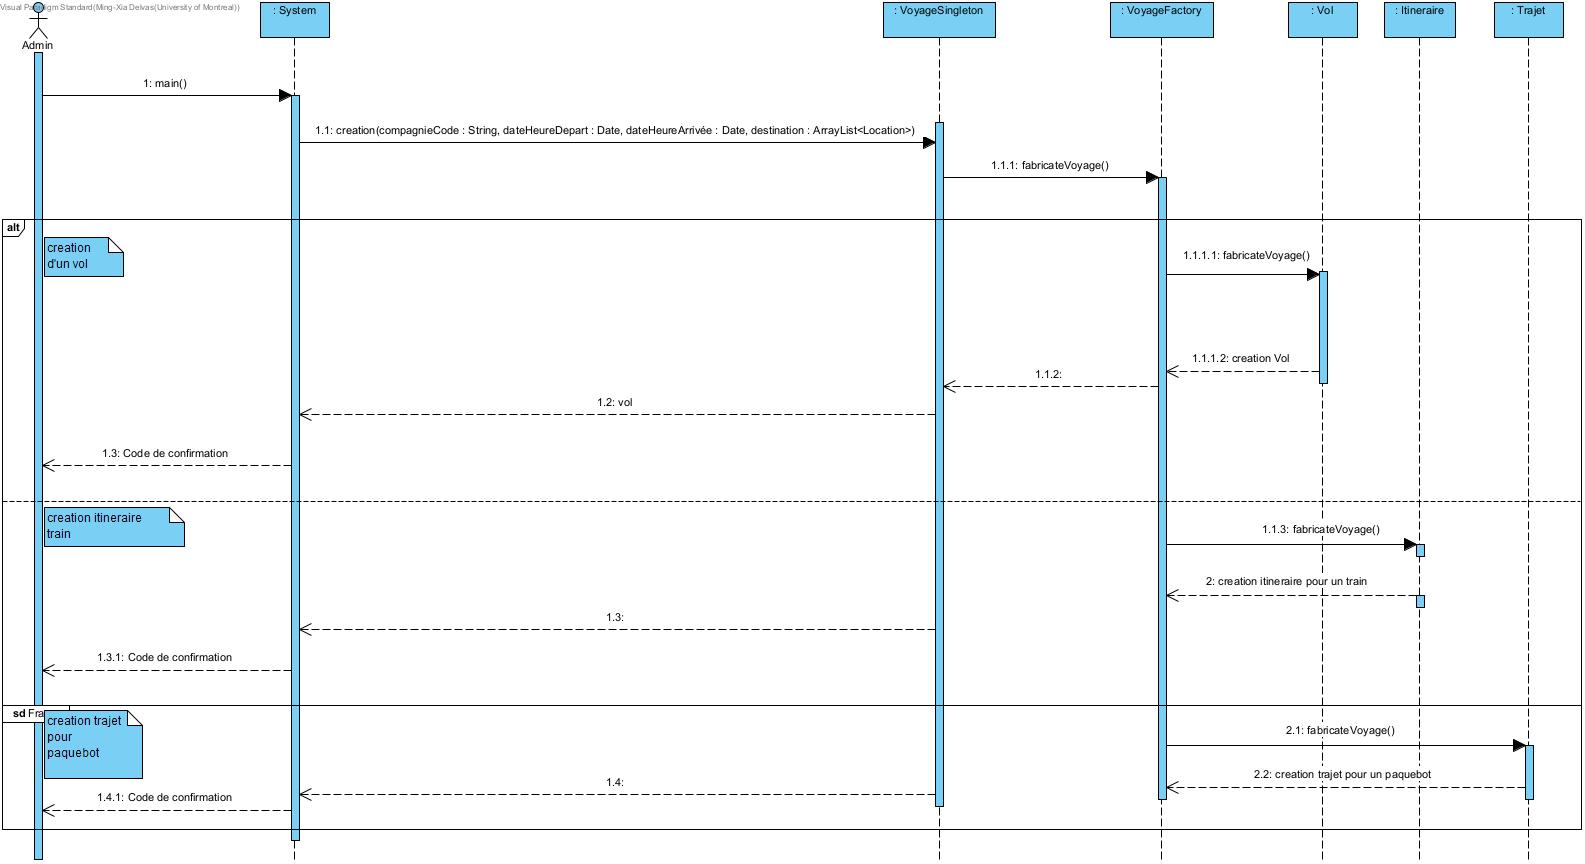 Visual Paradigm Standard(Ming-Xia Delvas(University of Montreal))
Admin
: System
: VoyageSingleton
: VoyageFactory
: Vol
: Itineraire
: Trajet
1: main()
1.1: creation(compagnieCode : String, dateHeureDepart : Date, dateHeureArrivée : Date, destination : ArrayList<Location>)
1.1.1: fabricateVoyage()
alt
creation
d'un vol
1.1.1.1: fabricateVoyage()
1.1.1.2: creation Vol
1.1.2:
1.2: vol
1.3: Code de confirmation
creation itineraire
train
1.1.3: fabricateVoyage()
2: creation itineraire pour un train
1.3:
1.3.1: Code de confirmation
sd Fra
creation trajet
pour
paquebot
2.1: fabricateVoyage()
2.2: creation trajet pour un paquebot
1.4:
1.4.1: Code de confirmation